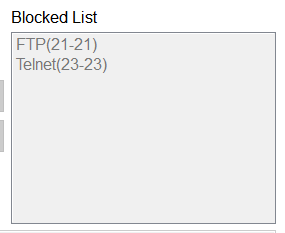 Blocked List
FTP(21-21)
Telnet(23-23)